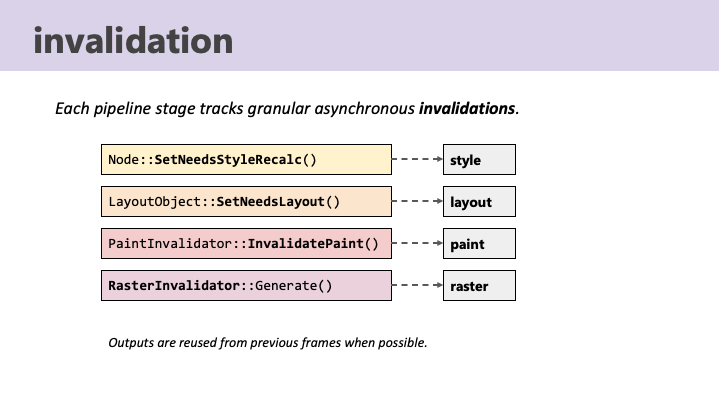 invalidation
Each pipeline stage tracks granular asynchronous invalidations.
Node::SetNeedsStyleRecalc() style
LayoutObject::SetNeedsLayout() layout
PaintInvalidator::InvalidatePaint() paint
RasterInvalidator::Generate() raster
Outputs are reused from previous frames when possible.